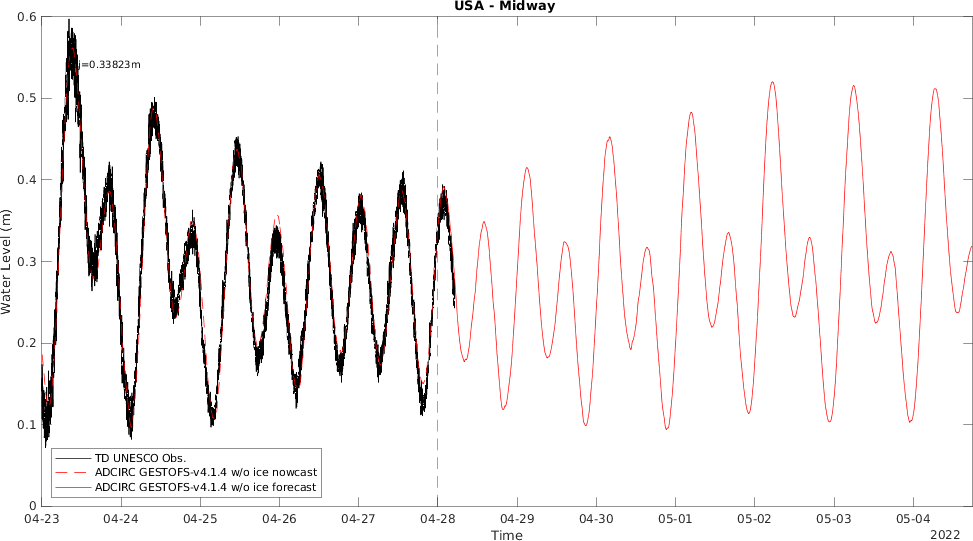 USA - Midway
0.6
=0.33823m
0.5
0.4
0.3
0.2
0.1
0
Water Level (m)
TD UNESCO Obs.
ADCIRC GESTOFS-v4.1.4 w/o ice nowcast
ADCIRC GESTOFS-v4.1.4 w/o ice forecast
04-23 04-24 04-25 04-26 04-27 04-28 04-29 04-30 05-01 05-02 05-03 05-04
Time
2022